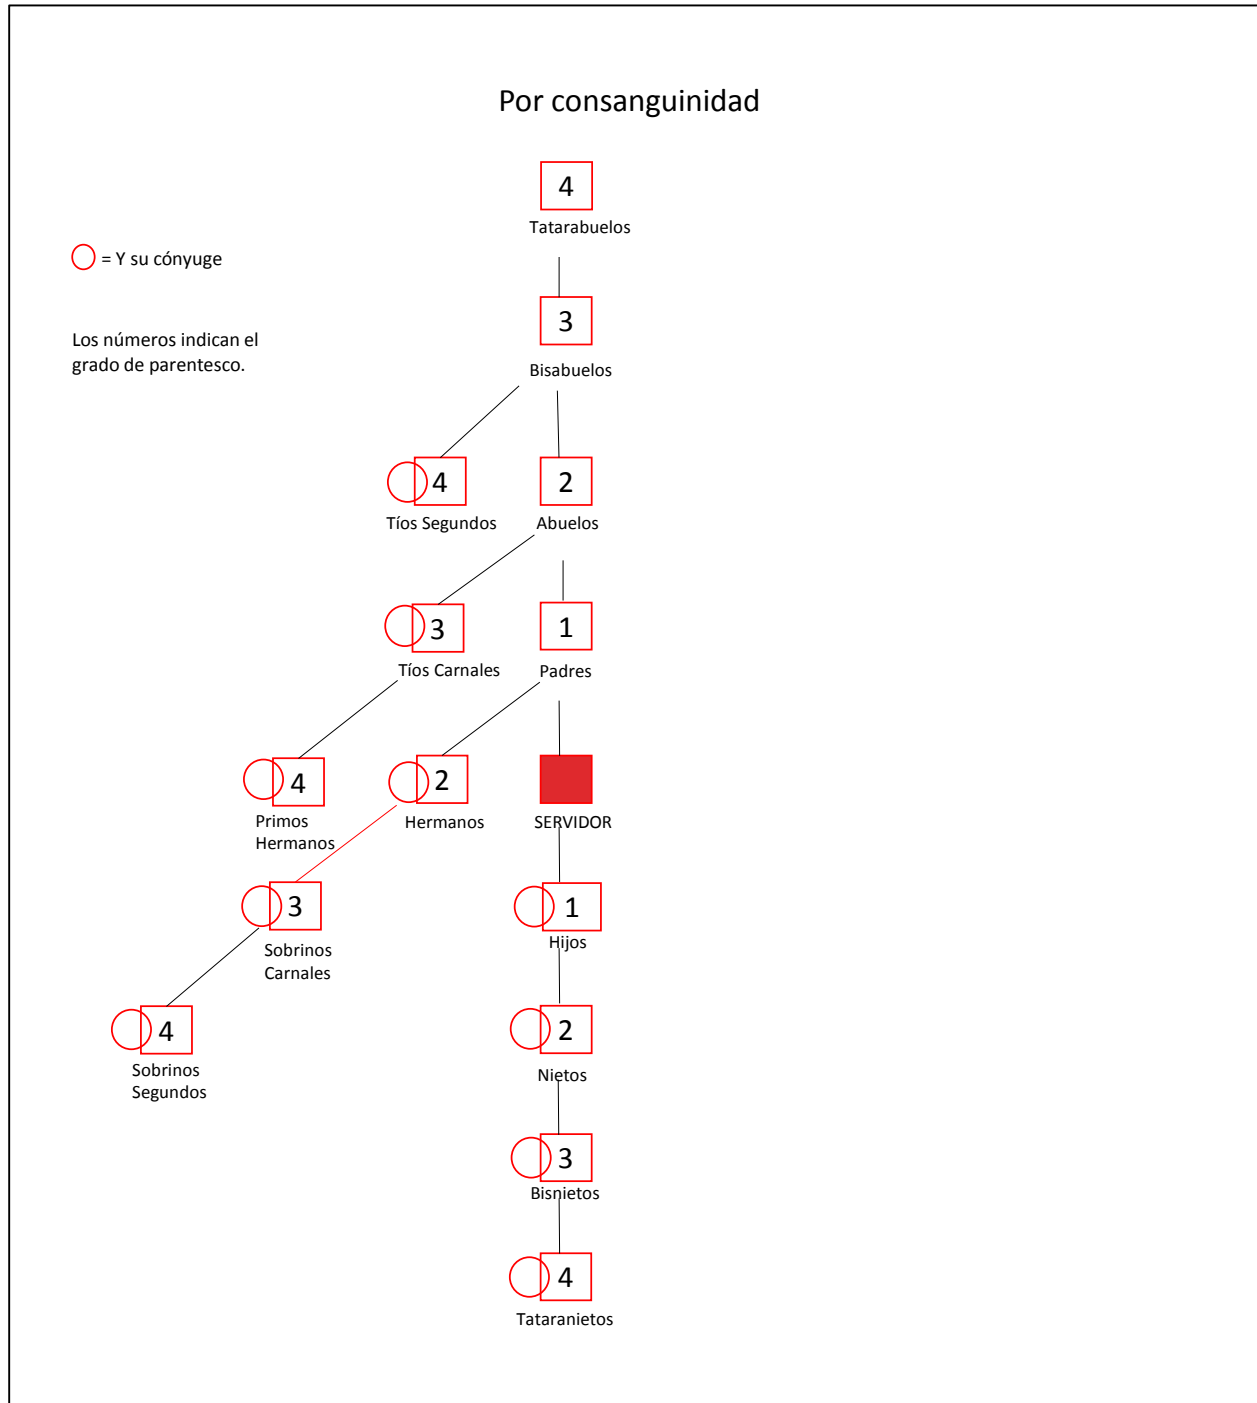 Por consanguinidad
4
Tatarabuelos
= Y su cónyuge
3
Los números indican el
grado de parentesco.
Bisabuelos
4
2
Tíos Segundos
Abuelos
3
1
Tíos Carnales
Padres
4
2
Primos
Hermanos
Hermanos
SERVIDOR
3
1
Sobrinos
Carnales
Hijos
4
2
Sobrinos
Segundos
Nietos
3
Bisnietos
4
Tataranietos